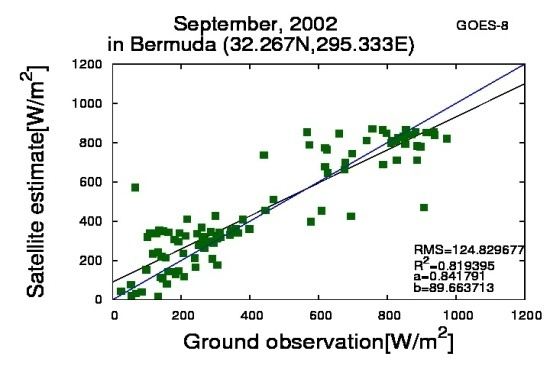 September, 2002
GOES-8
in Bermuda (32.267N,295.333E)
Satellite estimate[W/m²]
1200
1000
800
600
400
200
0
RMS=124.829677
R²=0.819395
a=0.841791
b=89.663713
0 200 400 600 800 1000 1200
Ground observation[W/m²]